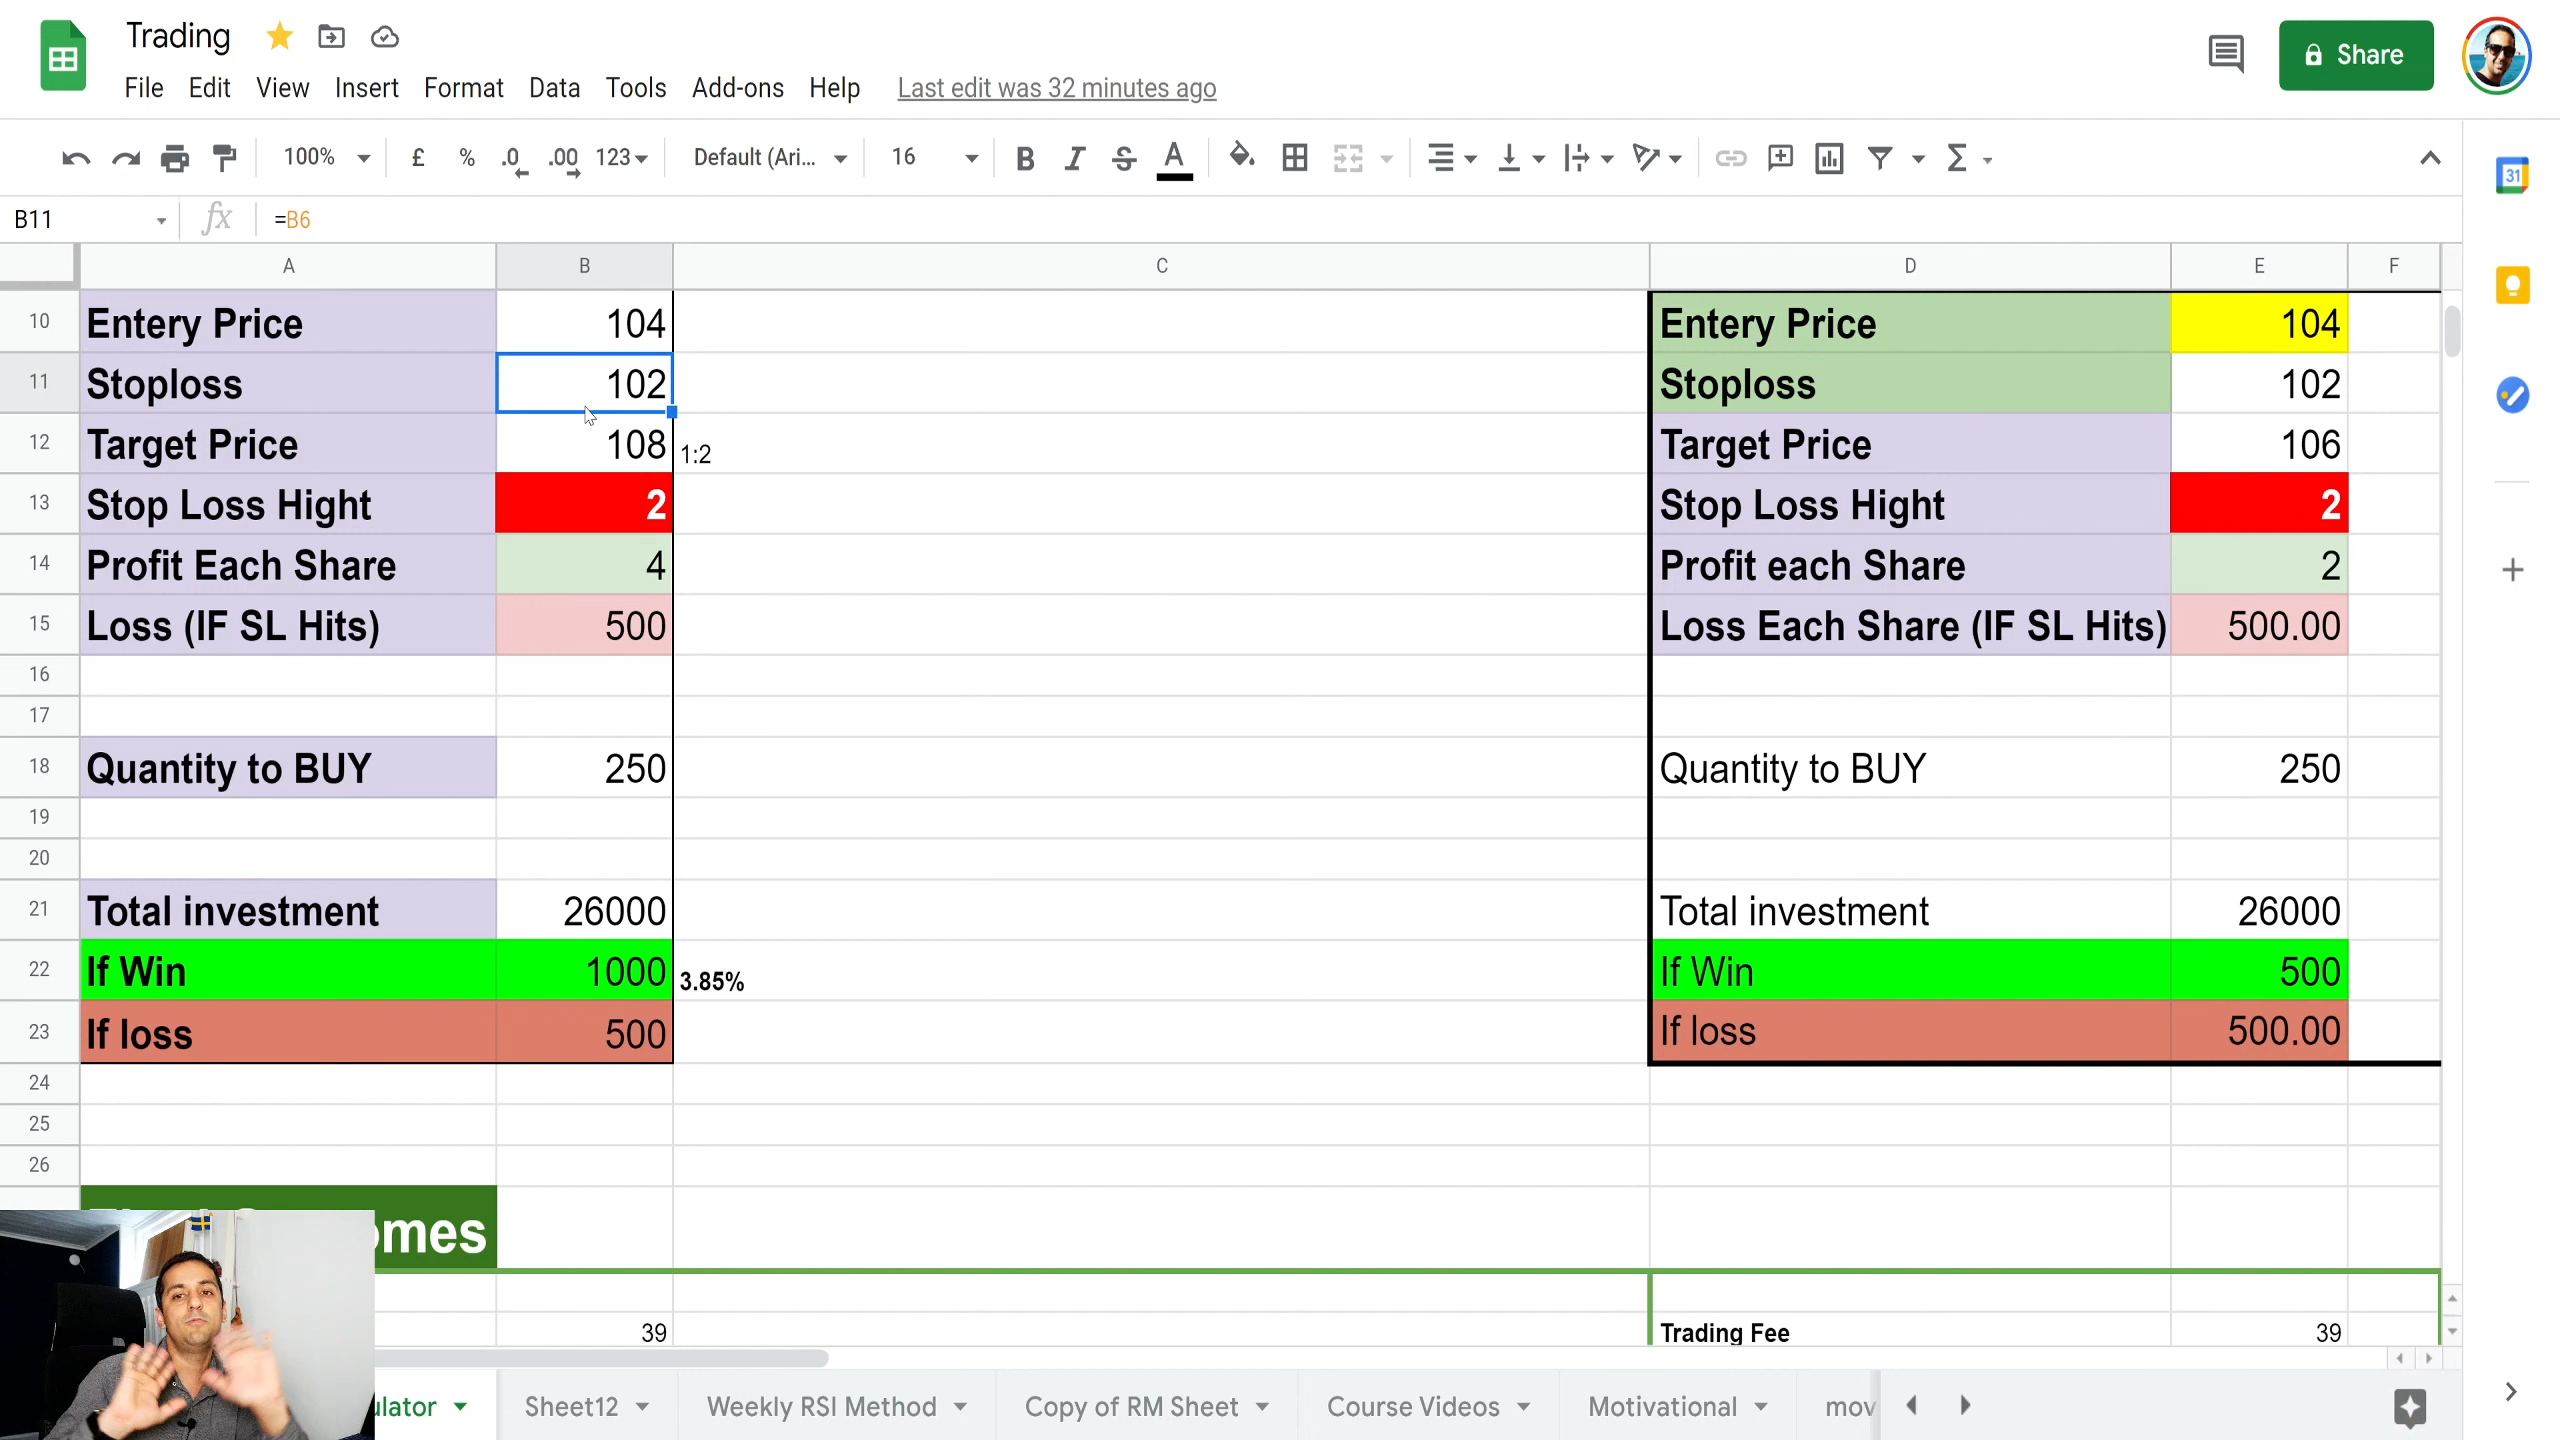 Trading
File Edit View Insert Format Data Tools Add-ons Help Last edit was 32 minutes ago
Share
100% £ % .0 .00 123 Default (Ari... 16 B I S A
31
B11 fx =B6
A B C D E F
10 Entery Price 104 Entery Price 104
11 Stoploss 102 Stoploss 102
12 Target Price 108 1:2 Target Price 106
13 Stop Loss Hight 2 Stop Loss Hight 2
14 Profit Each Share 4 Profit each Share 2
15 Loss (IF SL Hits) 500 Loss Each Share (IF SL Hits) 500.00
16
17
18 Quantity to BUY 250 Quantity to BUY 250
19
20
21 Total investment 26000 Total investment 26000
22 If Win 1000 3.85% If Win 500
23 If loss 500 If loss 500.00
24
25
26
omes
39 Trading Fee 39
ulator Sheet12 Weekly RSI Method Copy of RM Sheet Course Videos Motivational mov